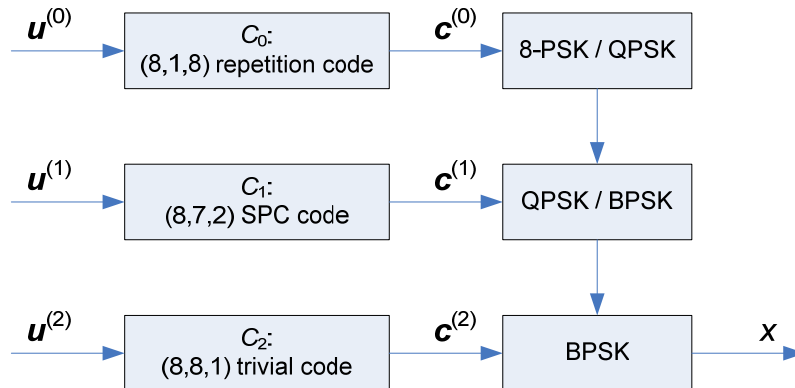 u(0)
C0:
(8,1,8) repetition code
c(0)
8-PSK / QPSK
u(1)
C1:
(8,7,2) SPC code
c(1)
QPSK / BPSK
u(2)
C2:
(8,8,1) trivial code
c(2)
BPSK
x